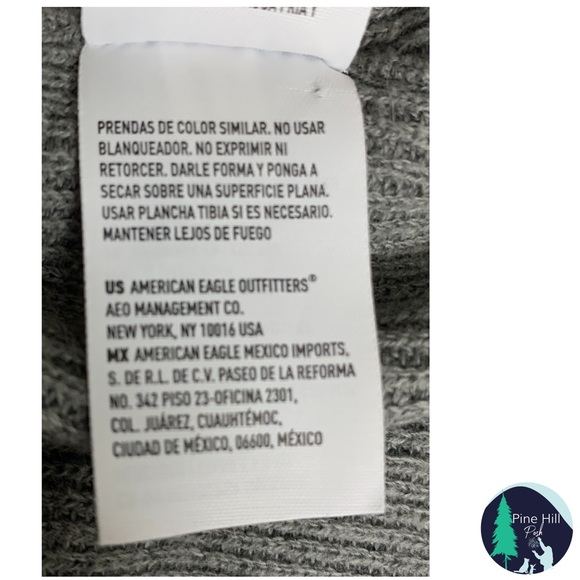 PRENDAS DE COLOR SIMILAR. NO USAR
BLANQUEADOR. NO EXPRIMIR NI
RETORCER. DARLE FORMA Y PONGA A
SECAR SOBRE UNA SUPERFICIE PLANA.
USAR PLANCHA TIBIA SI ES NECESARIO.
MANTENER LEJOS DE FUEGO
US AMERICAN EAGLE OUTFITTERS®
AEO MANAGEMENT CO.
NEW YORK, NY 10016 USA
MX AMERICAN EAGLE MEXICO IMPORTS,
S. DE R.L. DE C.V. PASEO DE LA REFORMA
NO. 342 PISO 23-OFICINA 2301,
COL. JUÁREZ, CUAUHTÉMOC,
CIUDAD DE MÉXICO, 06600, MÉXICO
Pine Hill
Posh